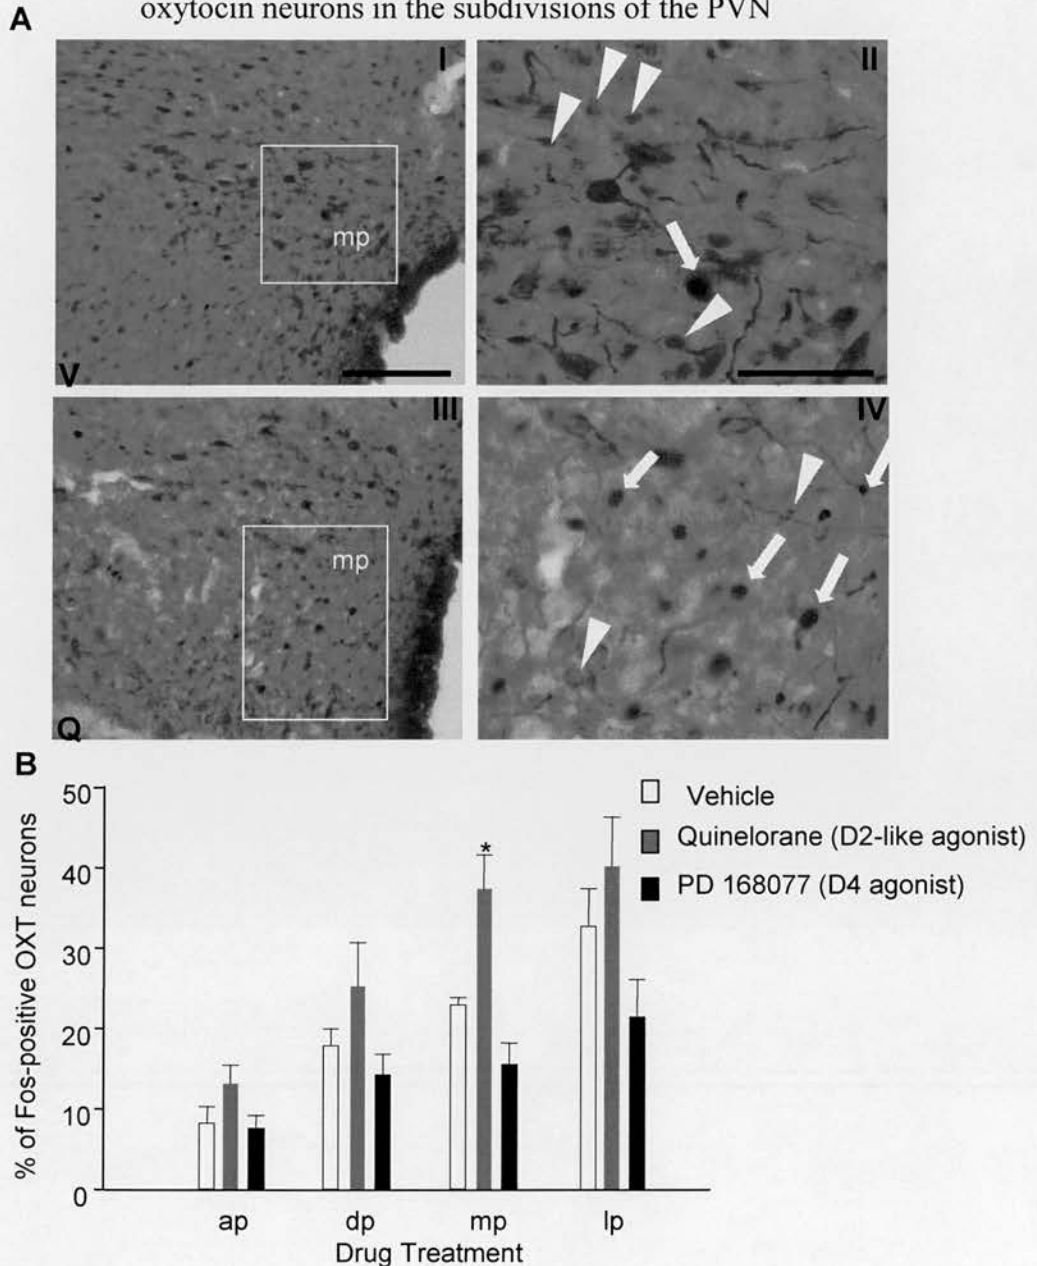 oxytocin neurons in the subdivisions of the PVN
A
I
mp
V
II
III
mp
Q
IV
B
50
40
30
20
10
0
% of Fos-positive OXT neurons
*
Vehicle
Quinelorane (D2-like agonist)
PD 168077 (D4 agonist)
ap dp mp lp
Drug Treatment